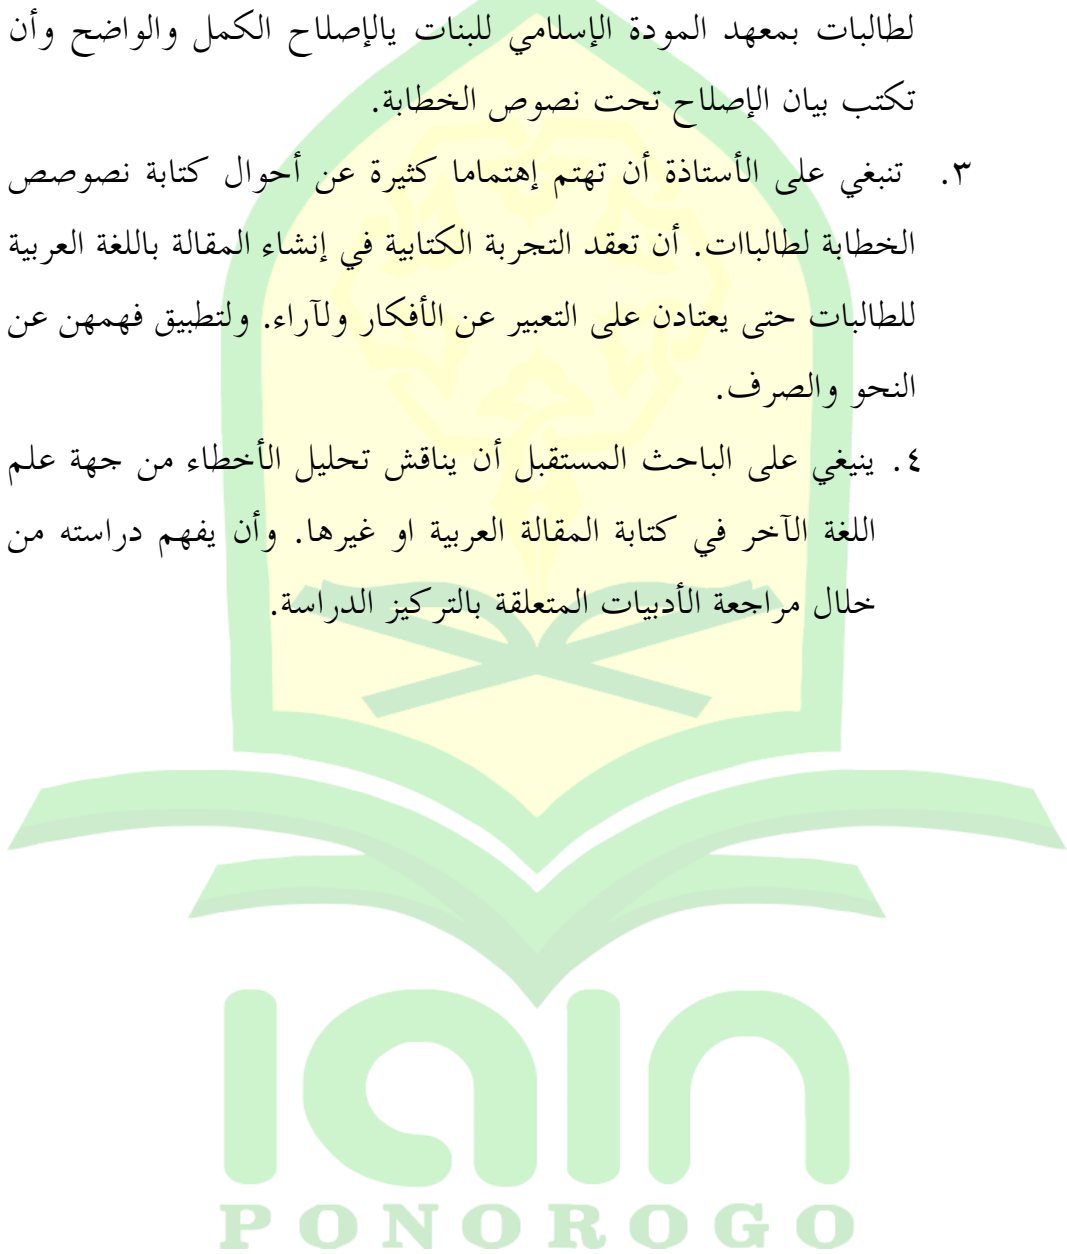 لطالبات بمعهد المودة الإسلامي للبنات يالإصلاح الكمل والواضح وأن
تكتب بيان الإصلاح تحت نصوص الخطابة.
٣. تنبغي على الأستاذة أن تهتم إهتماما كثيرة عن أحوال كتابة نصوصص
الخطابة لطالباات. أن تعقد التجربة الكتابية في إنشاء المقالة باللغة العربية
للطالبات حتى يعتادن على التعبير عن الأفكار ولآراء. ولتطبيق فهمهن عن
النحو والصرف.
٤. ينيغي على الباحث المستقبل أن يناقش تحليل الأخطاء من جهة علم
اللغة الآخر في كتابة المقالة العربية او غيرها. وأن يفهم دراسته من
خلال مراجعة الأدبيات المتعلقة بالتركيز الدراسة.
iain
PONOROGO